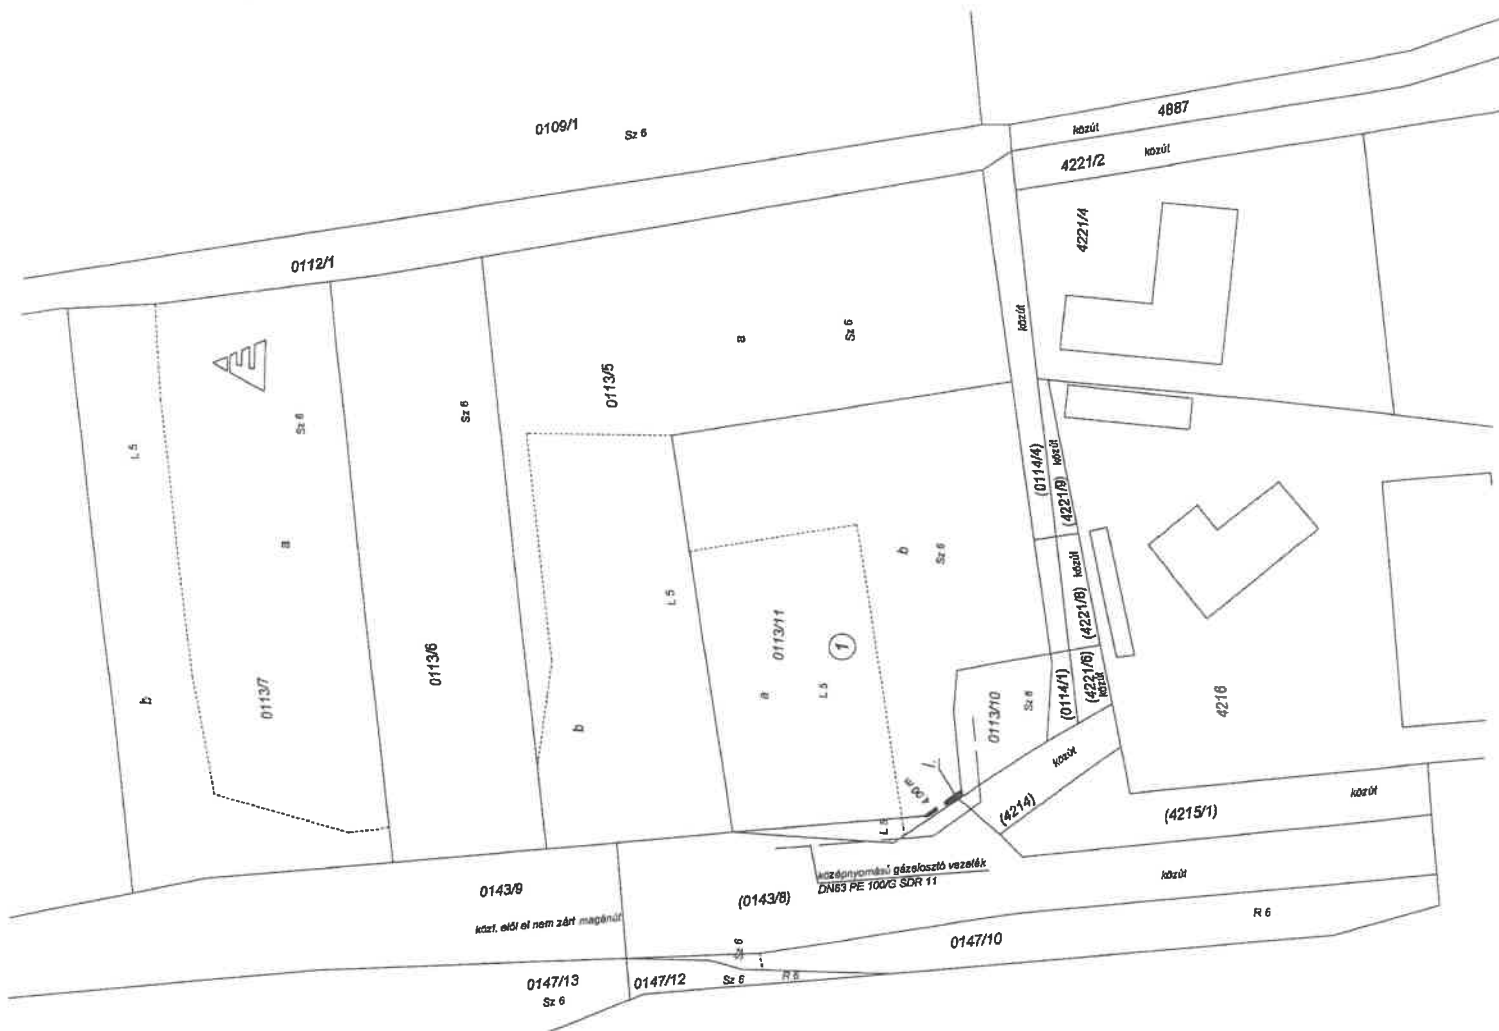 0109/1
Sz 6
4887
közút
4221/2
közút
4221/4
0112/1
közút
a
Sz 6
0113/5
Sz 6
Sz 6
L 5
a
b
0113/7
0113/6
b
L 5
0113/11
1
a
L 5
b
Sz 6
(0114/4)
(4221/9)
közút
(4221/8)
közút
(4221/6)
közút
(0114/1)
0113/10
Sz 6
4216
közút
(4214)
(4215/1)
közút
4,00 m
középnyomású gázelosztó vezeték
DN63 PE 100/G SDR 11
0143/9
közf. elől el nem zárt magánút
(0143/8)
közút
R 6
0147/10
Sz 6
0147/13
Sz 6
0147/12
Sz 6
R 6